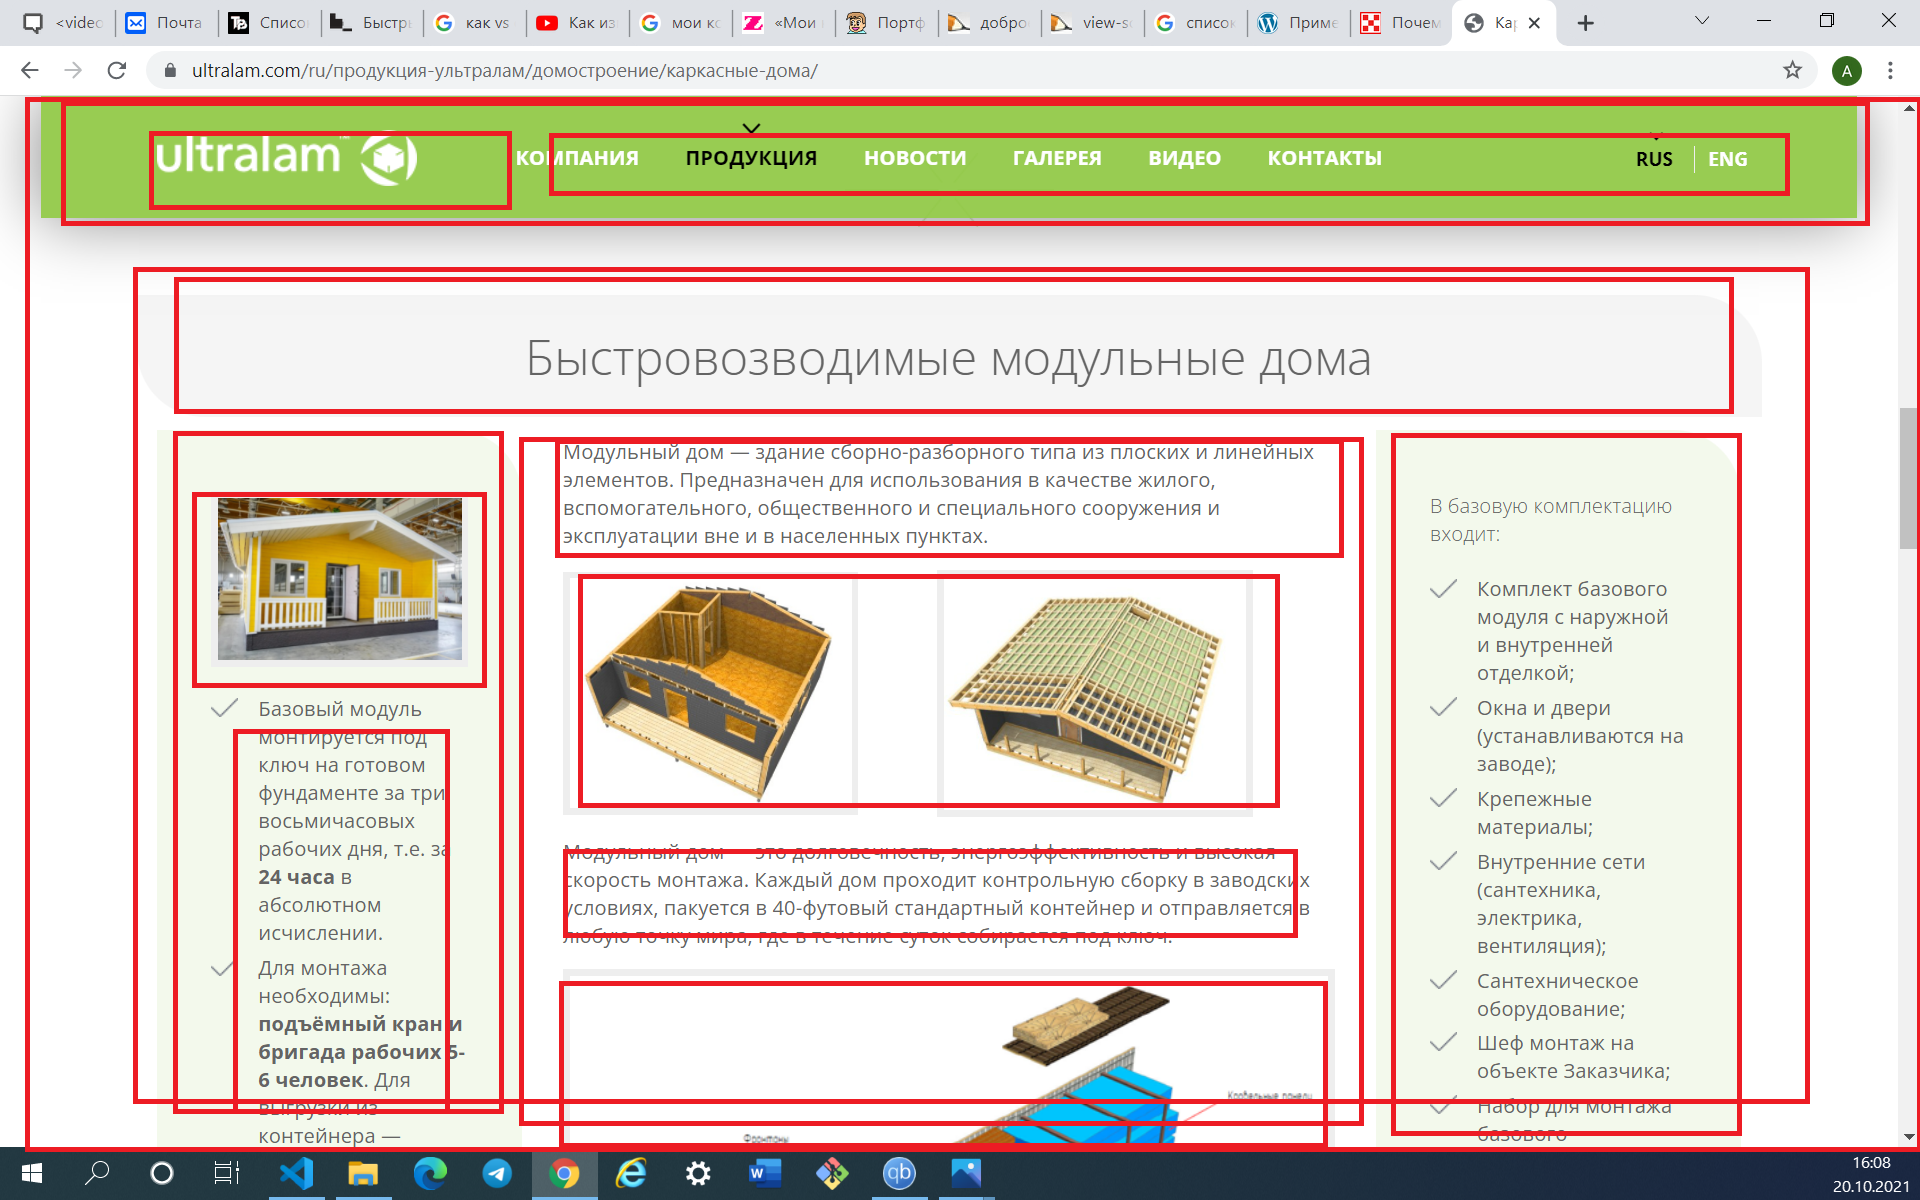 <video
Почта
Списо
Быстр
как vs
Как из
мои ко
«Мои
Портф
добро
view-so
список
Приме
Почем
Кар
ultralam.com/ru/продукция-ультралам/домостроение/каркасные-дома/
A
ultralam
КОМПАНИЯ
ПРОДУКЦИЯ
НОВОСТИ
ГАЛЕРЕЯ
ВИДЕО
КОНТАКТЫ
RUS
ENG
Быстровозводимые модульные дома
Базовый модуль
монтируется под
ключ на готовом
фундаменте за три
восьмичасовых
рабочих дня, т.е. за
24 часа в
абсолютном
исчислении.
Для монтажа
необходимы:
подъёмный кран и
бригада рабочих 5-
6 человек. Для
выгрузки из
контейнера —
Модульный дом — здание сборно-разборного типа из плоских и линейных
элементов. Предназначен для использования в качестве жилого,
вспомогательного, общественного и специального сооружения и
эксплуатации вне и в населенных пунктах.
Модульный дом — это долговечность, энергоэффективность и высокая
скорость монтажа. Каждый дом проходит контрольную сборку в заводских
условиях, пакуется в 40-футовый стандартный контейнер и отправляется в
любую точку мира, где в течение суток собирается под ключ.
Кровельные панели
Фронтоны
В базовую комплектацию
входит:
Комплект базового
модуля с наружной
и внутренней
отделкой;
Окна и двери
(устанавливаются на
заводе);
Крепежные
материалы;
Внутренние сети
(сантехника,
электрика,
вентиляция);
Сантехническое
оборудование;
Шеф монтаж на
объекте Заказчика;
Набор для монтажа
базового
16:08
20.10.2021